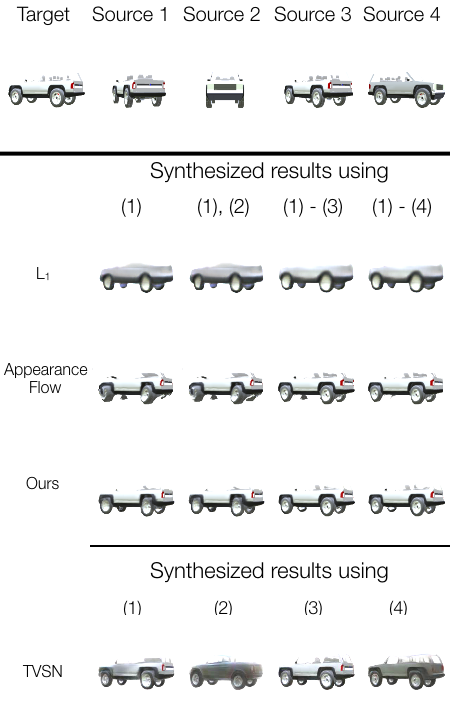 Target Source 1 Source 2 Source 3 Source 4
Synthesized results using
(1) (1), (2) (1) - (3) (1) - (4)
L₁
Appearance
Flow
Ours
Synthesized results using
(1) (2) (3) (4)
TVSN